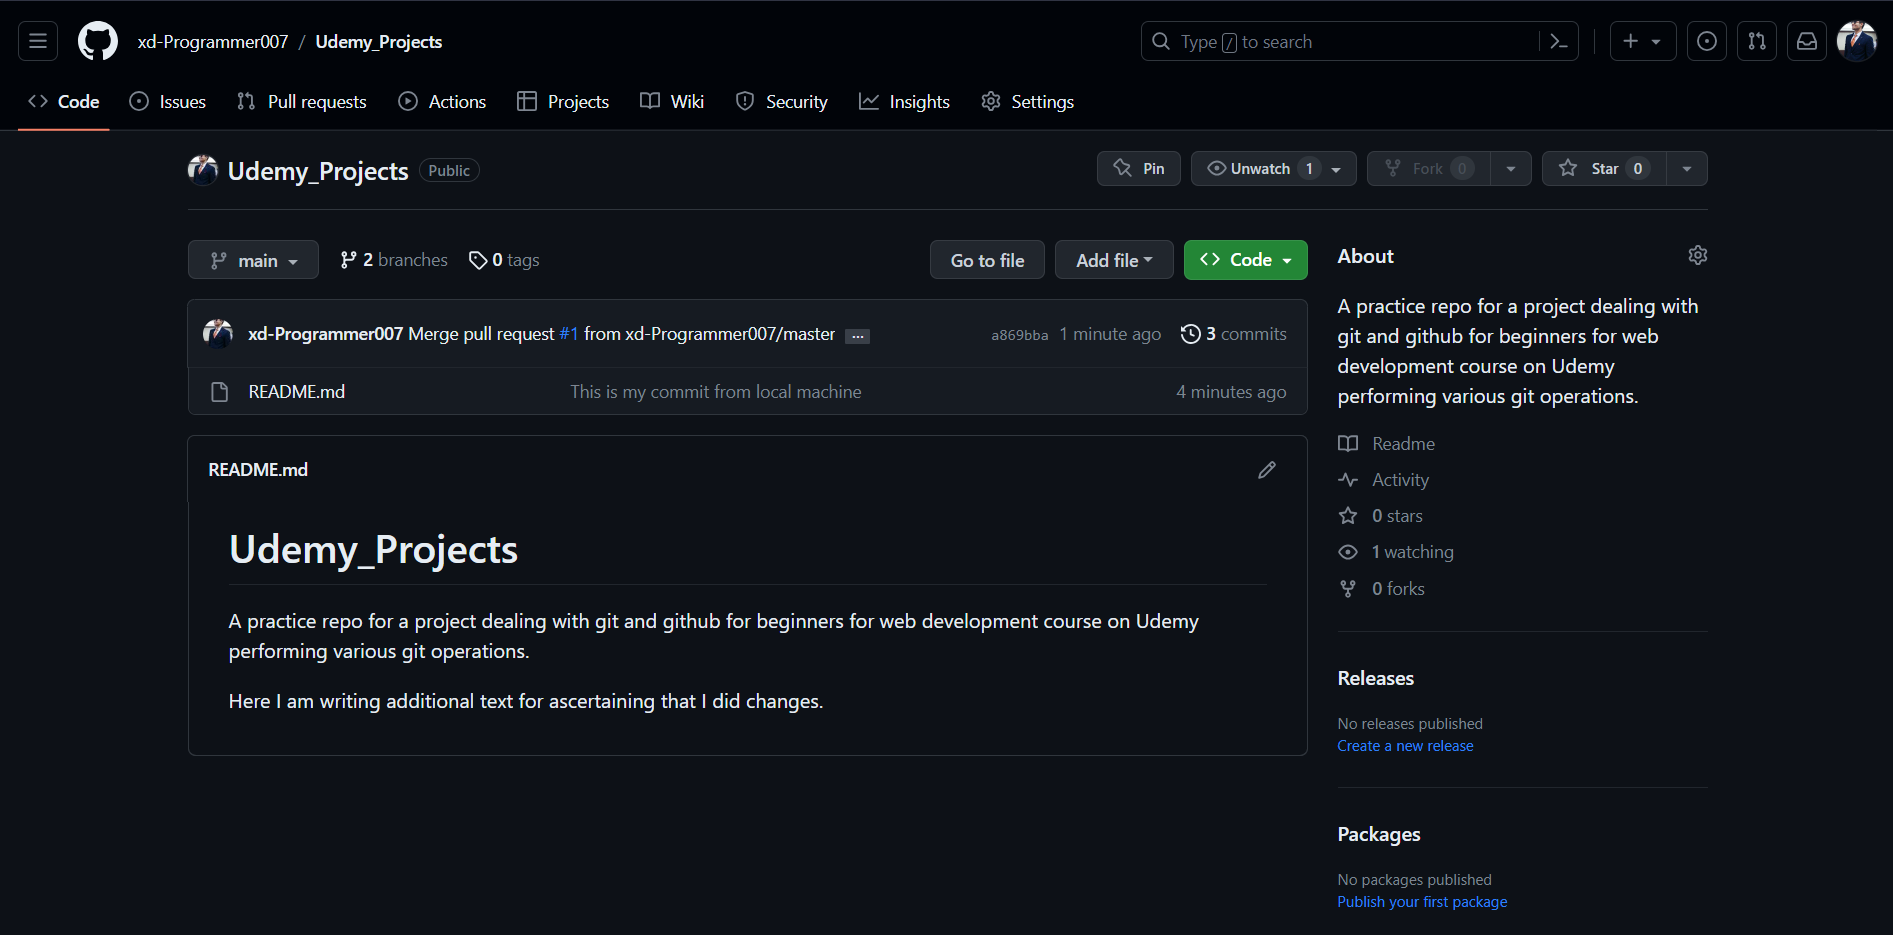 xd-Programmer007 / Udemy_Projects
Type / to search
Code Issues Pull requests Actions Projects Wiki Security Insights Settings
Udemy_Projects Public
Pin Unwatch 1 Fork 0 Star 0
main 2 branches 0 tags Go to file Add file Code
xd-Programmer007 Merge pull request #1 from xd-Programmer007/master ... a869bba 1 minute ago 3 commits
README.md This is my commit from local machine 4 minutes ago
README.md
Udemy_Projects
A practice repo for a project dealing with git and github for beginners for web development course on Udemy
performing various git operations.
Here I am writing additional text for ascertaining that I did changes.
About
A practice repo for a project dealing with
git and github for beginners for web
development course on Udemy
performing various git operations.
Readme
Activity
0 stars
1 watching
0 forks
Releases
No releases published
Create a new release
Packages
No packages published
Publish your first package